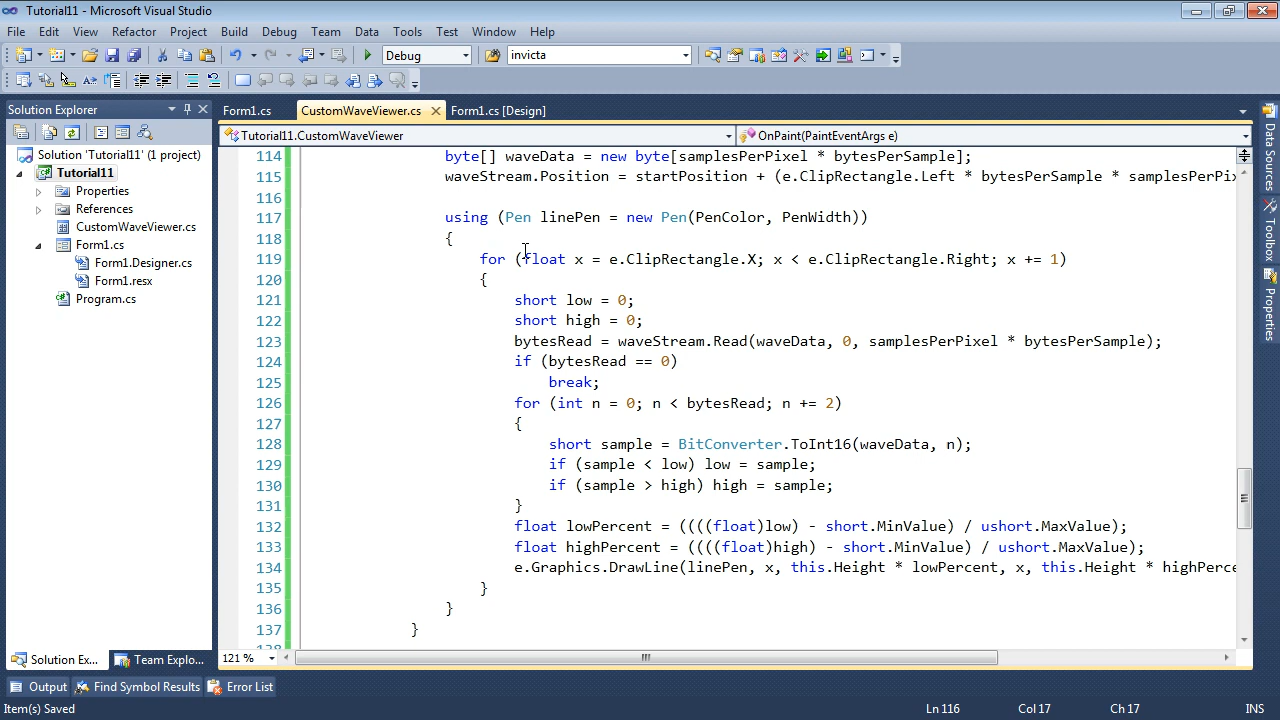 Tutorial11 - Microsoft Visual Studio
File Edit View Refactor Project Build Debug Team Data Tools Test Window Help
Debug invicta
Solution Explorer
Form1.cs CustomWaveViewer.cs Form1.cs [Design]
Tutorial11.CustomWaveViewer OnPaint(PaintEventArgs e)
Solution 'Tutorial11' (1 project)
Tutorial11
Properties
References
CustomWaveViewer.cs
Form1.cs
Form1.Designer.cs
Form1.resx
Program.cs
114 byte[] waveData = new byte[samplesPerPixel * bytesPerSample];
115 waveStream.Position = startPosition + (e.ClipRectangle.Left * bytesPerSample * samplesPerPix
116
117 using (Pen linePen = new Pen(PenColor, PenWidth))
118 {
119 for (float x = e.ClipRectangle.X; x < e.ClipRectangle.Right; x += 1)
120 {
121 short low = 0;
122 short high = 0;
123 bytesRead = waveStream.Read(waveData, 0, samplesPerPixel * bytesPerSample);
124 if (bytesRead == 0)
125 break;
126 for (int n = 0; n < bytesRead; n += 2)
127 {
128 short sample = BitConverter.ToInt16(waveData, n);
129 if (sample < low) low = sample;
130 if (sample > high) high = sample;
131 }
132 float lowPercent = ((((float)low) - short.MinValue) / ushort.MaxValue);
133 float highPercent = ((((float)high) - short.MinValue) / ushort.MaxValue);
134 e.Graphics.DrawLine(linePen, x, this.Height * lowPercent, x, this.Height * highPerce
135 }
136 }
137 }
Data Sources
Toolbox
Properties
Solution Ex... Team Explo...
121 %
Output Find Symbol Results Error List
Item(s) Saved Ln 116 Col 17 Ch 17 INS